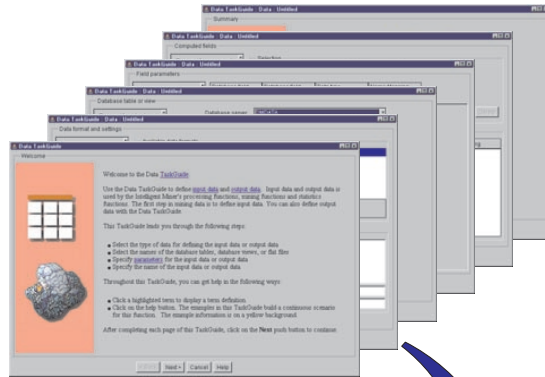 Data TaskGuide : Data : Untitled
Summary
Data TaskGuide : Data : Untitled
Computed fields
Data TaskGuide : Data : Untitled
Field parameters
Data TaskGuide : Data : Untitled
Database table or view
Data TaskGuide : Data : Untitled
Data format and settings
Data TaskGuide
Welcome
Welcome to the Data TaskGuide
Use the Data TaskGuide to define input data and output data. Input data and output data is
used by the Intelligent Miner's processing functions, mining functions and statistics
functions. The first step in mining data is to define input data. You can also define output
data with the Data TaskGuide
This TaskGuide leads you through the following steps:
● Select the type of data for defining the input data or output data
● Select the names of the database tables, database views, or flat files
● Specify parameters for the input data or output data
● Specify the name of the input data or output data
Throughout this TaskGuide, you can get help in the following ways:
● Click a highlighted term to display a term definition
● Click on the help button. The examples in this TaskGuide build a continuous scenario
for this function. The example information is on a yellow background
After completing each page of this TaskGuide, click on the Next push button to continue.
Next > Cancel Help